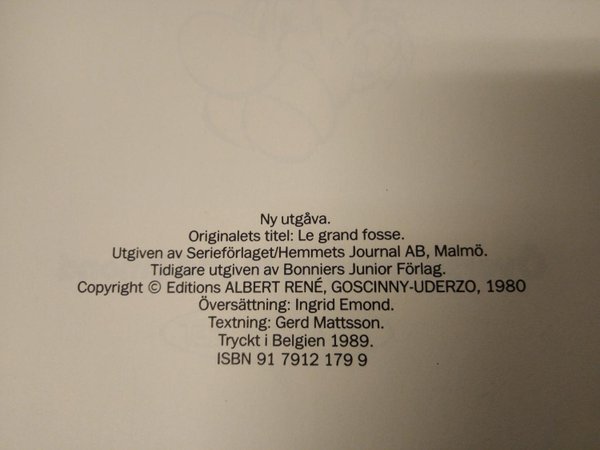 Ny utgåva.
Originalets titel: Le grand fosse.
Utgiven av Serieförlaget/Hemmets Journal AB, Malmö.
Tidigare utgiven av Bonniers Junior Förlag.
Copyright © Editions ALBERT RENÉ, GOSCINNY-UDERZO, 1980
Översättning: Ingrid Emond.
Textning: Gerd Mattsson.
Tryckt i Belgien 1989.
ISBN 91 7912 179 9